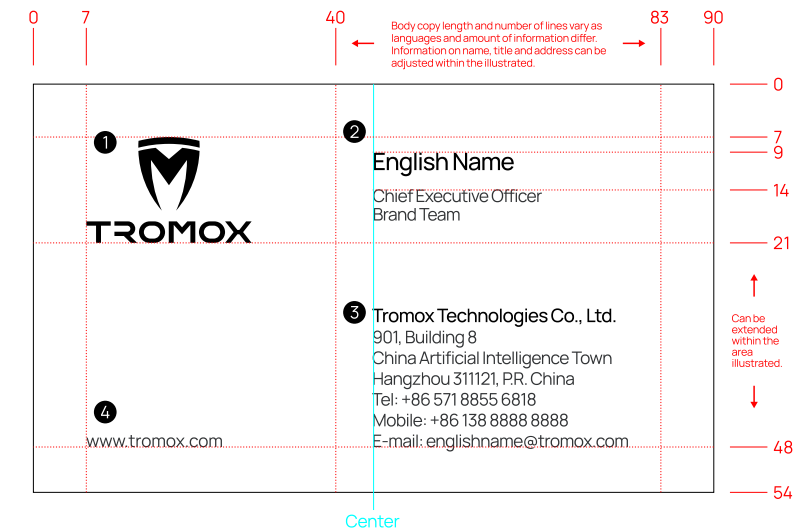 0 7 40 83 90
Body copy length and number of lines vary as
languages and amount of information differ.
Information on name, title and address can be
adjusted within the illustrated.
0
7
9
14
21
48
54
Can be
extended
within the
area
illustrated.
1
TROMOX
2
English Name
Chief Executive Officer
Brand Team
3
Tromox Technologies Co., Ltd.
901, Building 8
China Artificial Intelligence Town
Hangzhou 311121, P.R. China
Tel: +86 571 8855 6818
Mobile: +86 138 8888 8888
E-mail: englishname@tromox.com
4
www.tromox.com
Center